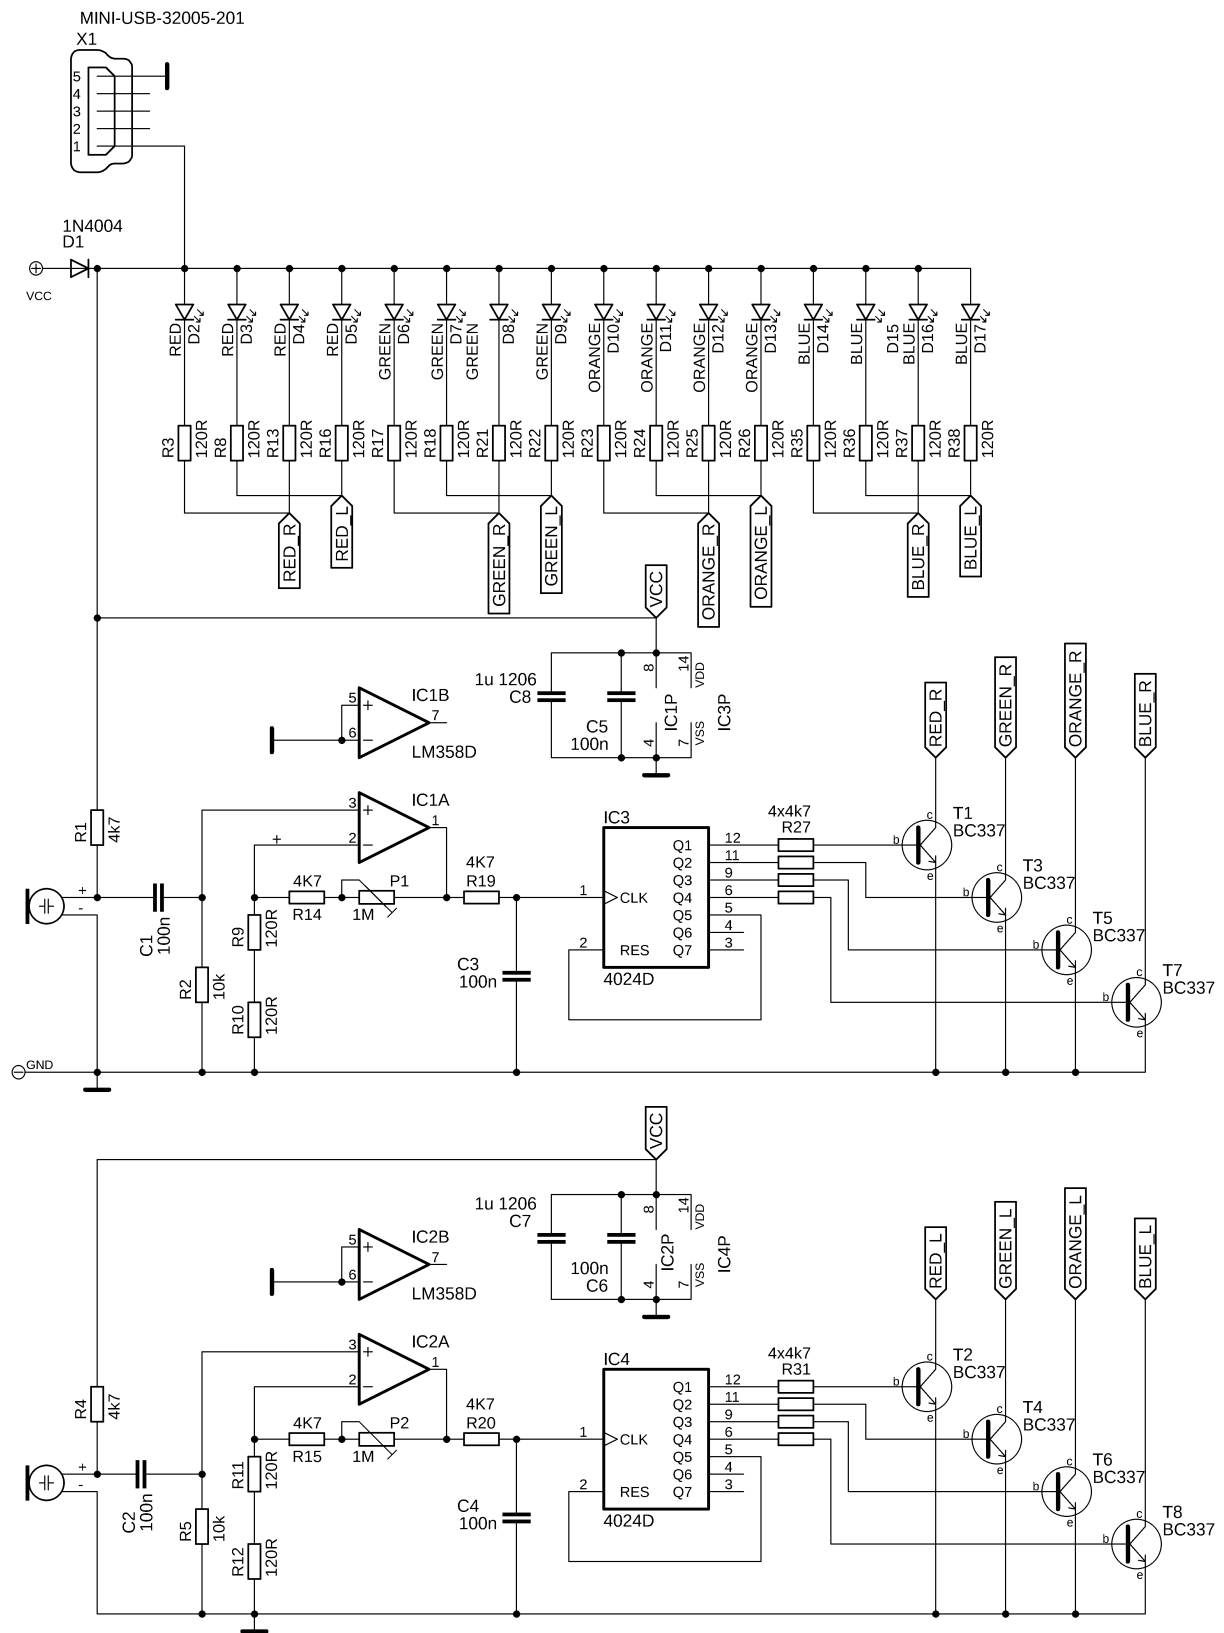 MINI-USB-32005-201
X1
5
4
3
2
1
1N4004
D1
VCC
RED D2
RED D3
RED D4
RED D5
GREEN D6
GREEN D7
GREEN D8
GREEN D9
ORANGE D10
ORANGE D11
ORANGE D12
ORANGE D13
BLUE D14
BLUE D15
BLUE D16
BLUE D17
R3 120R
R8 120R
R13 120R
R16 120R
R17 120R
R18 120R
R21 120R
R22 120R
R23 120R
R24 120R
R25 120R
R26 120R
R35 120R
R36 120R
R37 120R
R38 120R
RED_R
RED_L
GREEN_R
GREEN_L
ORANGE_R
ORANGE_L
BLUE_R
BLUE_L
VCC
1u 1206
C8
C5
100n
8
4
IC1P
14
VDD
7
VSS
IC3P
5
+
6
−
7
IC1B
LM358D
RED_R
GREEN_R
ORANGE_R
BLUE_R
R1
4k7
3
+
2
−
+
1
IC1A
4K7
R14
P1
1M
4K7
R19
+
-
C1
100n
R2
10k
R9
120R
R10
120R
C3
100n
IC3
1
CLK
2
RES
Q1 12
Q2 11
Q3 9
Q4 6
Q5 5
Q6 4
Q7 3
4024D
4x4k7
R27
c
b
e
T1
BC337
c
b
e
T3
BC337
c
b
e
T5
BC337
c
b
e
T7
BC337
GND
VCC
1u 1206
C7
100n
C6
8
4
IC2P
14
VDD
7
VSS
IC4P
5
+
6
−
7
IC2B
LM358D
RED_L
GREEN_L
ORANGE_L
BLUE_L
R4
4k7
3
+
2
−
1
IC2A
4K7
R15
P2
1M
4K7
R20
+
-
C2
100n
R5
10k
R11
120R
R12
120R
C4
100n
IC4
1
CLK
2
RES
Q1 12
Q2 11
Q3 9
Q4 6
Q5 5
Q6 4
Q7 3
4024D
4x4k7
R31
c
b
e
T2
BC337
c
b
e
T4
BC337
c
b
e
T6
BC337
c
b
e
T8
BC337